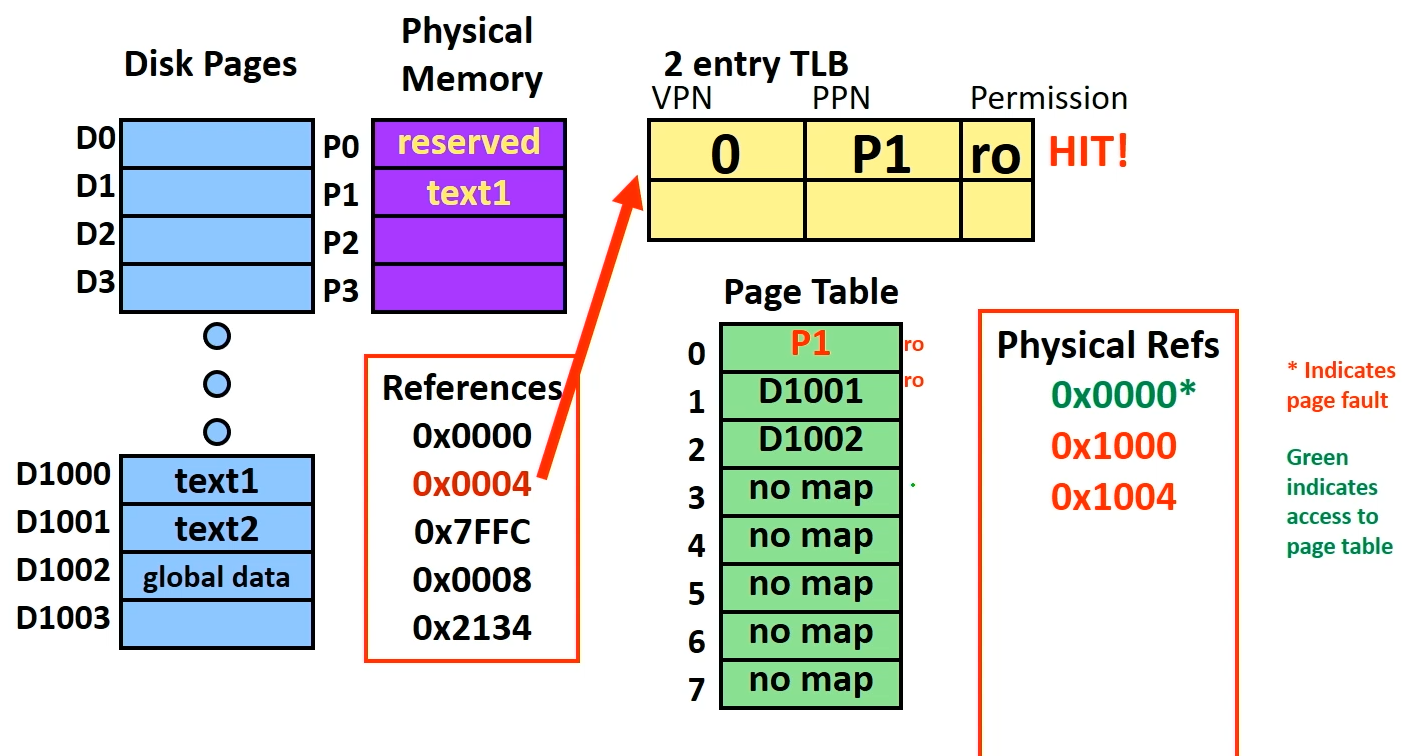 Disk Pages
D0
D1
D2
D3
D1000 text1
D1001 text2
D1002 global data
D1003
Physical
Memory
P0 reserved
P1 text1
P2
P3
References
0x0000
0x0004
0x7FFC
0x0008
0x2134
2 entry TLB
VPN PPN Permission
0 P1 ro HIT!
Page Table
0 P1 ro
1 D1001 ro
2 D1002
3 no map
4 no map
5 no map
6 no map
7 no map
Physical Refs
0x0000*
0x1000
0x1004
* Indicates
page fault
Green
indicates
access to
page table